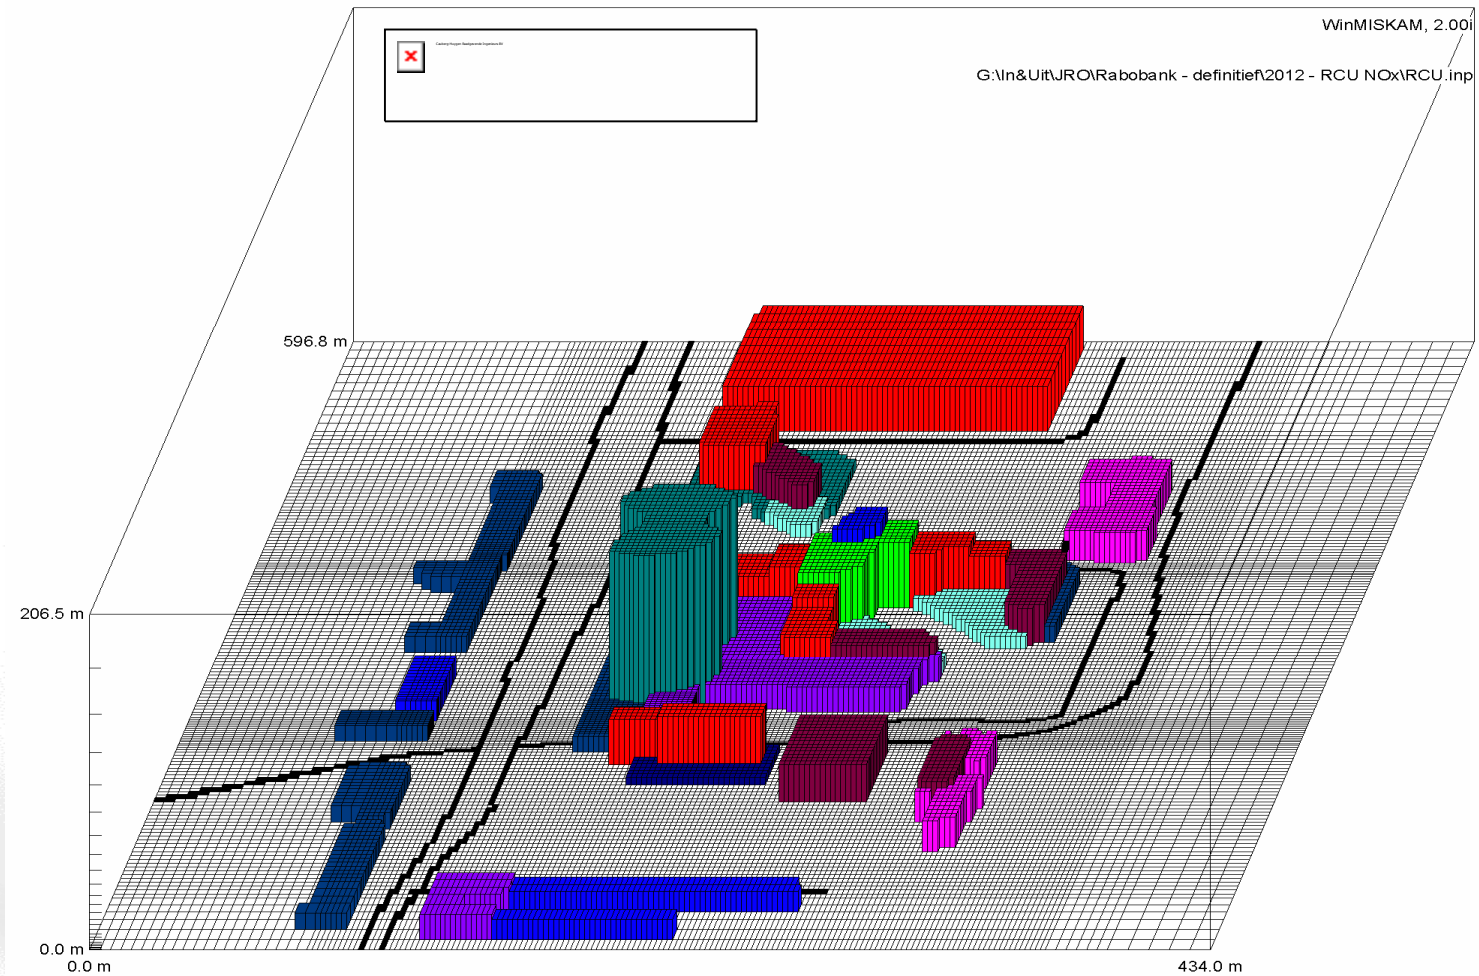 WinMISKAM, 2.00i
G:\In&Uit\JRO\Rabobank - definitief\2012 - RCU NOx\RCU.inp
596.8 m
206.5 m
0.0 m
0.0 m
434.0 m